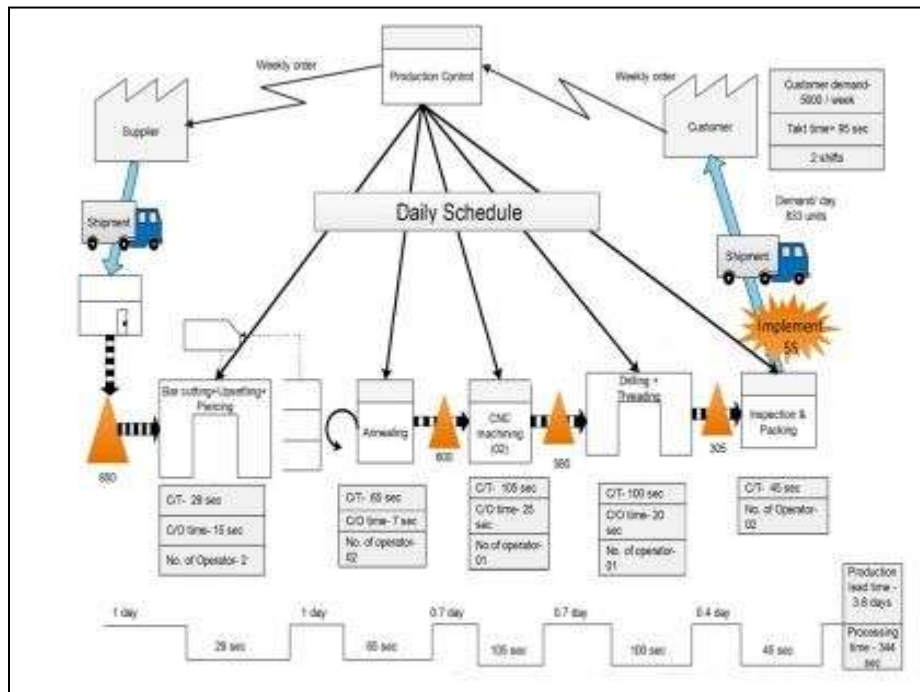 Weekly order
Production Control
Weekly order
Customer demand-
5000 / week
Takt time= 95 sec
2 shifts
Supplier
Customer
Demand/ day
833 units
Shipment
Daily Schedule
Shipment
Implement
5S
Bar cutting+Upsetting+
Piercing
Annealing
CNC
machining
(02)
Drilling +
Threading
Inspection &
Packing
600
305
C/T- 29 sec
C/O time- 15 sec
No. of Operator- 2
C/T- 65 sec
C/O time- 7 sec
No. of operator-
02
C/T- 105 sec
C/O time- 25
sec
No. of operator-
01
C/T- 100 sec
C/O time- 20
sec
No. of operator-
01
C/T- 45 sec
No. of Operator-
02
1 day
1 day
0.7 day
0.7 day
0.4 day
Production
lead time -
3.8 days
29 sec
65 sec
105 sec
100 sec
45 sec
Processing
time - 344
sec